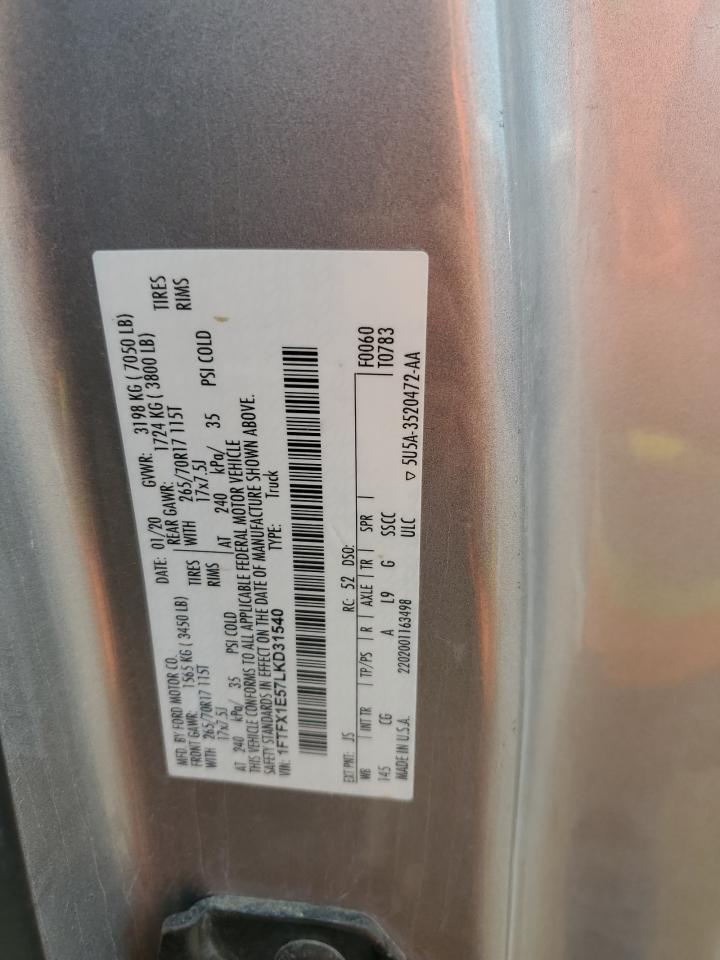 MFD. BY FORD MOTOR CO. DATE: 01/20 GVWR: 3198 KG ( 7050 LB)
FRONT GAWR: 1565 KG ( 3450 LB) REAR GAWR: 1724 KG ( 3800 LB)
WITH 265/70R17 115T TIRES WITH 265/70R17 115T TIRES
17x7.5J RIMS 17x7.5J RIMS
AT 240 kPa/ 35 PSI COLD AT 240 kPa/ 35 PSI COLD
THIS VEHICLE CONFORMS TO ALL APPLICABLE FEDERAL MOTOR VEHICLE
SAFETY STANDARDS IN EFFECT ON THE DATE OF MANUFACTURE SHOWN ABOVE.
VIN: 1FTFX1E57LKD31540 TYPE: Truck
EXT PNT: JS RC: 52 DSO: F0060
WB INT TR TP/PS R AXLE TR SPR T0783
145 CG A L9 G SSCC
MADE IN U.S.A. 2202001163498 ULC ▽ 5U5A-3520472-AA